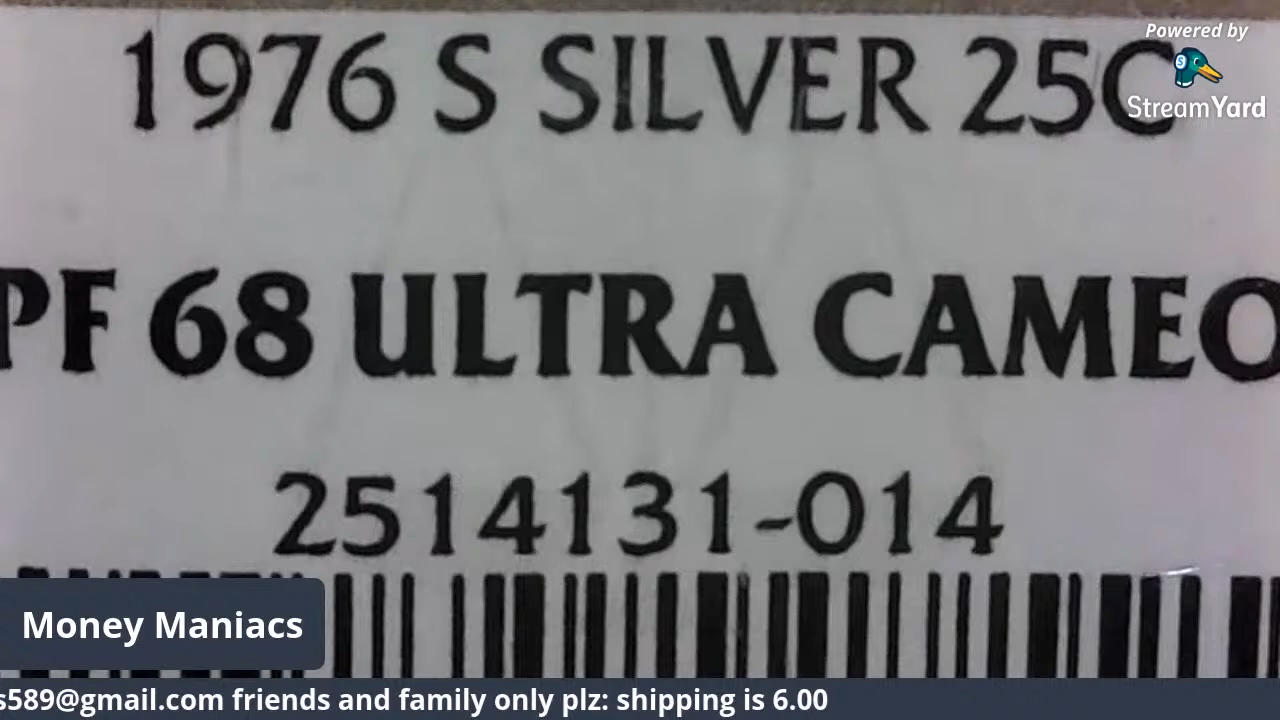 Powered by
StreamYard
1976 S SILVER 25C
PF 68 ULTRA CAMEO
2514131-014
Money Maniacs
s589@gmail.com friends and family only plz: shipping is 6.00